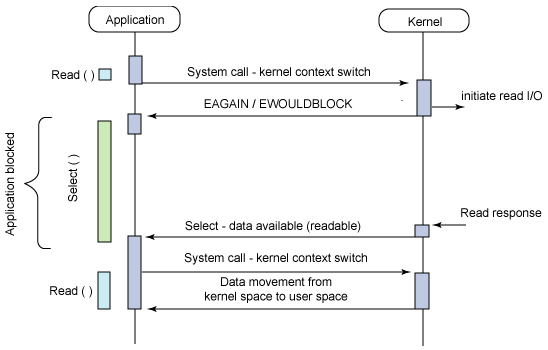 Application
Kernel
Read ( )
System call - kernel context switch
initiate read I/O
EAGAIN / EWOULDBLOCK
Application blocked
Select ( )
Read response
Select - data available (readable)
System call - kernel context switch
Read ( )
Data movement from
kernel space to user space